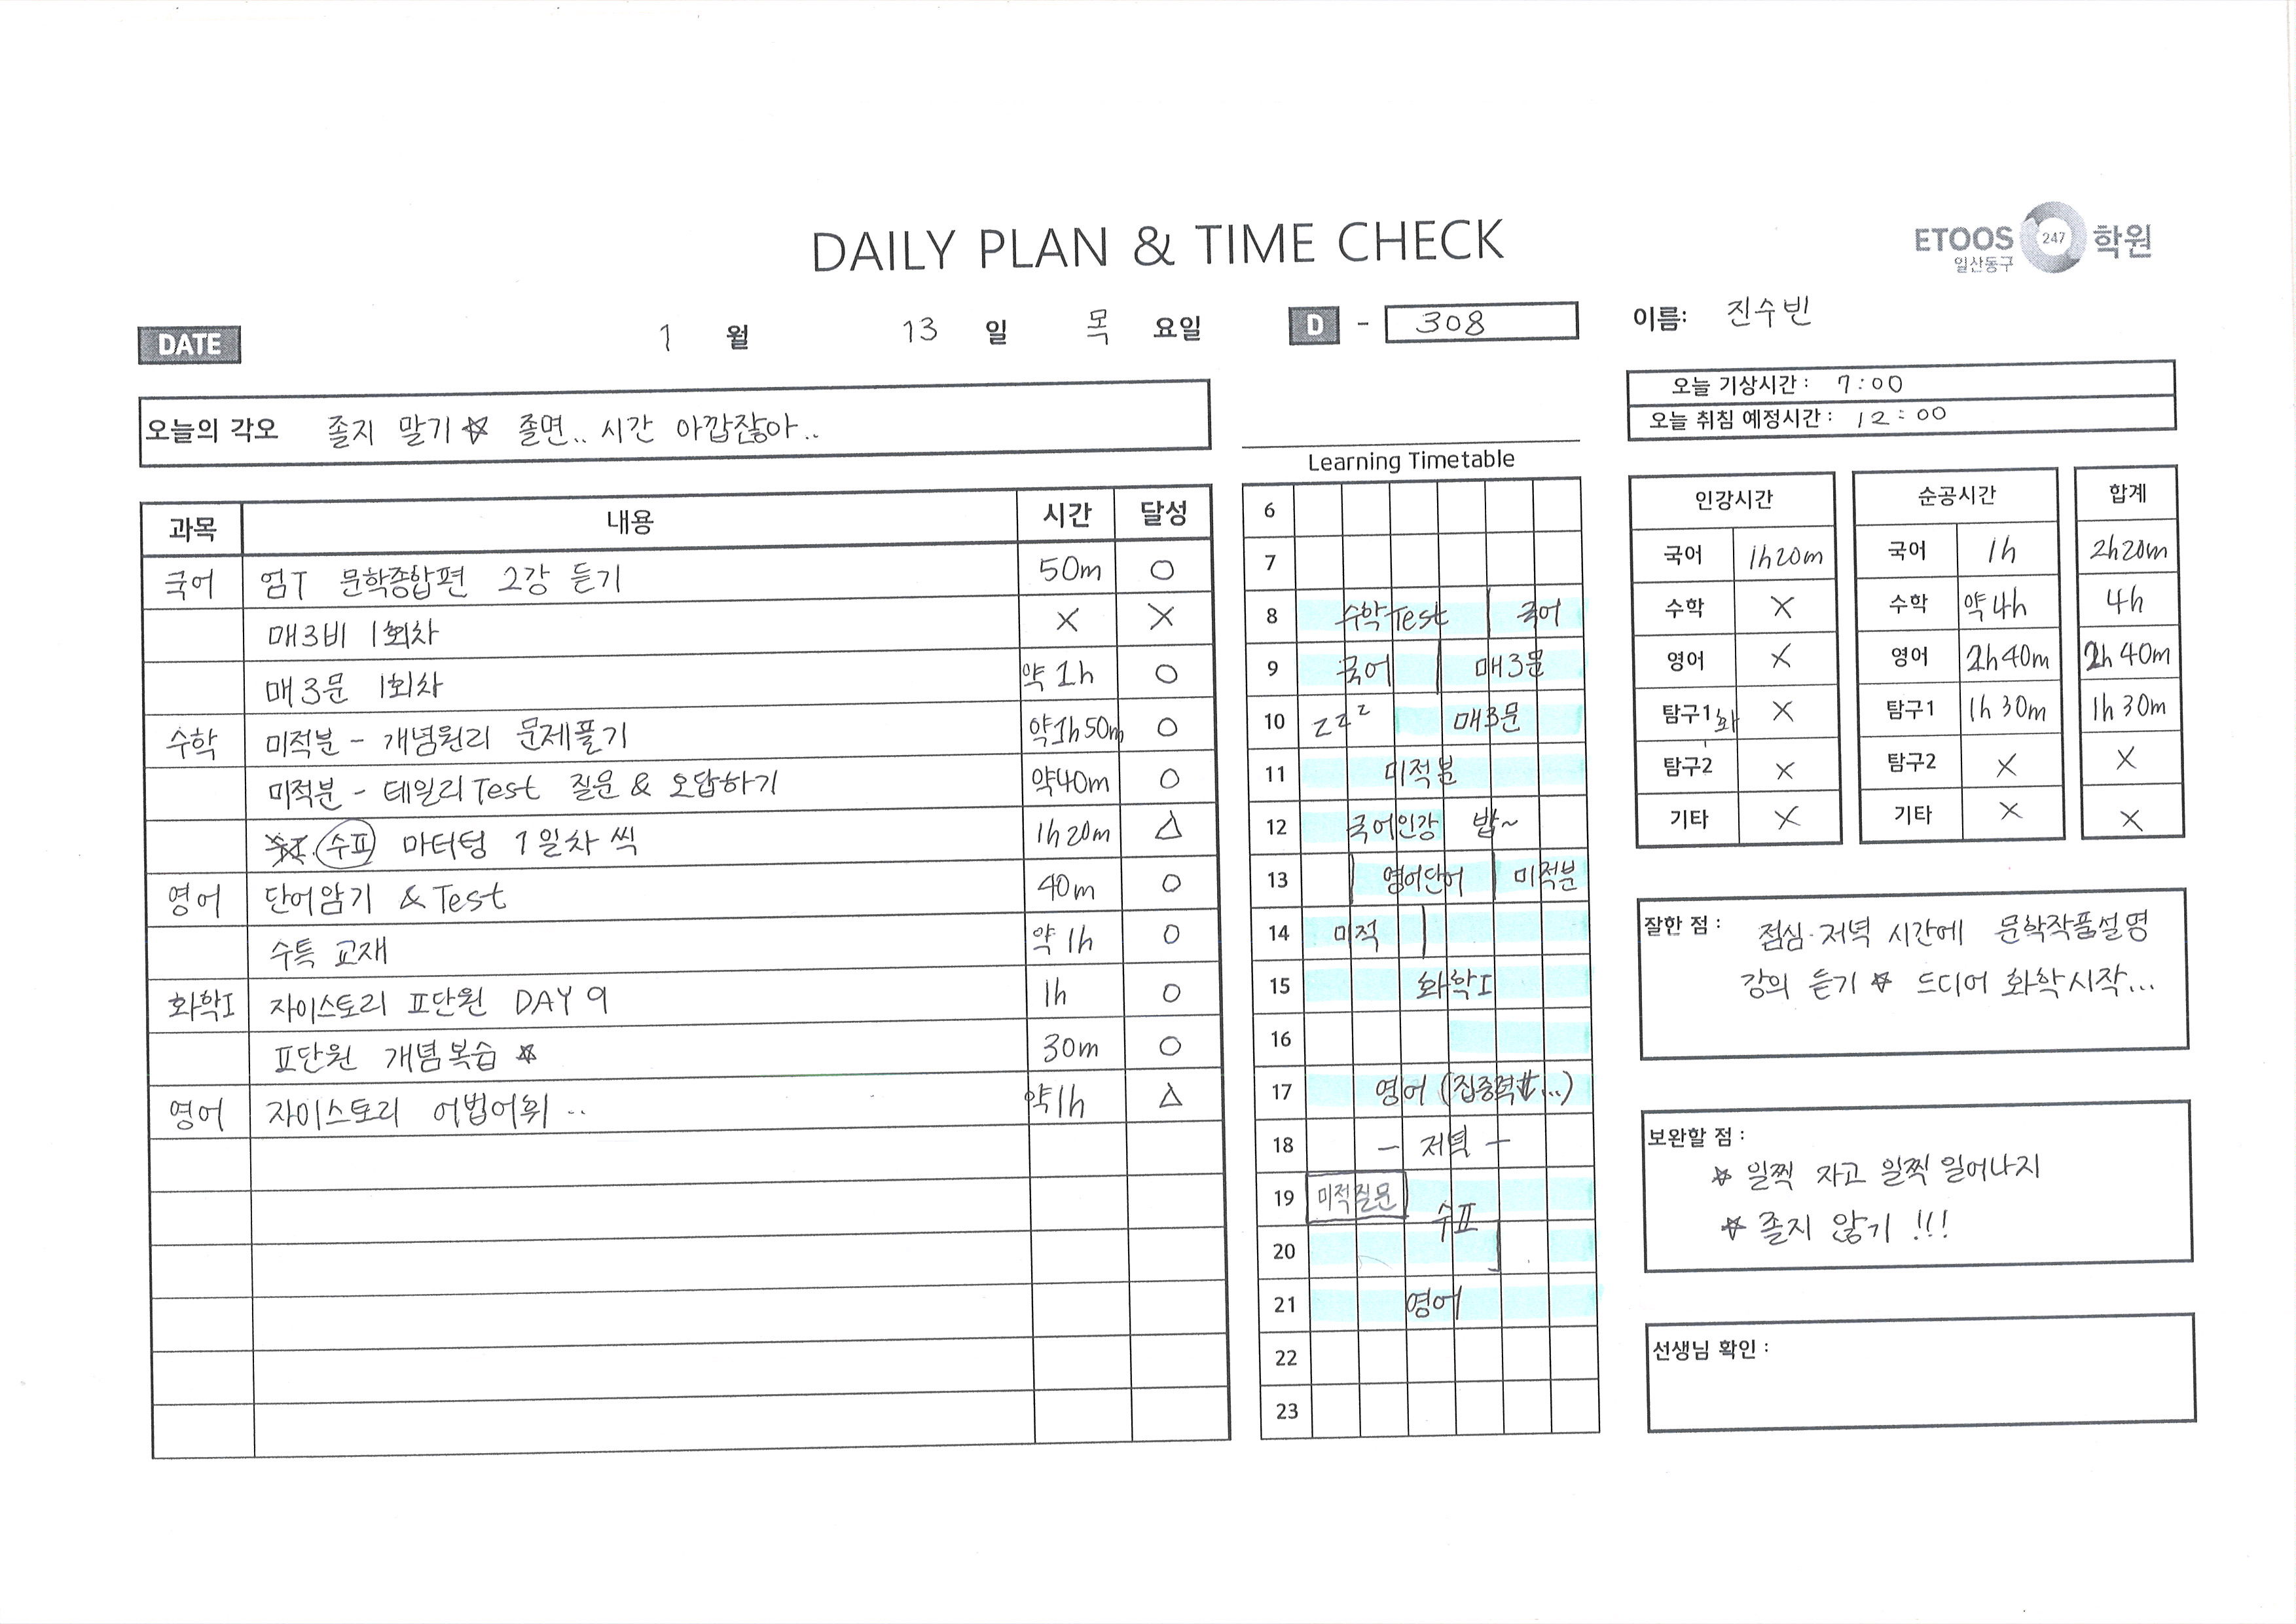 DAILY PLAN & TIME CHECK
ETOOS 247 학원
일산동구
DATE 1 월 13 일 목 요일
D - 308
이름: 진수빈
오늘의 각오 졸지 말기☆ 졸면.. 시간 아깝잖아..
오늘 기상시간 : 7:00
오늘 취침 예정시간 : 12:00
과목 내용 시간 달성
국어 엄T 문학종합편 2강 듣기 50m O
매3비 1회차 X X
매3문 1회차 약 1h O
수학 미적분 - 개념원리 문제풀기 약1h 50m O
미적분 - 테일리Test 질문 & 오답하기 약40m O
수Ⅱ 마더텅 1일차 씩 1h 20m △
영어 단어암기 & Test 40m O
수특 교재 약 1h O
화학I 자이스토리 Ⅱ단원 DAY 9 1h O
Ⅱ단원 개념복습 ☆ 30m O
영어 자이스토리 어법어휘 .. 약1h △
Learning Timetable
6
7
8 수학Test 국어
9 국어 매3문
10 zzz 매3문
11 미적분
12 국어인강 밥~
13 영어단어 미적분
14 미적
15 화학I
16
17 영어 (집중력...)
18 - 저녁 -
19 미적질문 수Ⅱ
20
21 영어
22
23
인강시간
국어 1h20m
수학 X
영어 X
탐구1 화 X
탐구2 X
기타 X
순공시간
국어 1h
수학 약4h
영어 2h40m
탐구1 1h 30m
탐구2 X
기타 X
합계
2h20m
4h
2h 40m
1h 30m
X
X
잘한 점 : 점심·저녁 시간에 문학작품설명
강의 듣기 ☆ 드디어 화학시작...
보완할 점 :
☆ 일찍 자고 일찍 일어나지
☆ 졸지 않기 !!!
선생님 확인 :